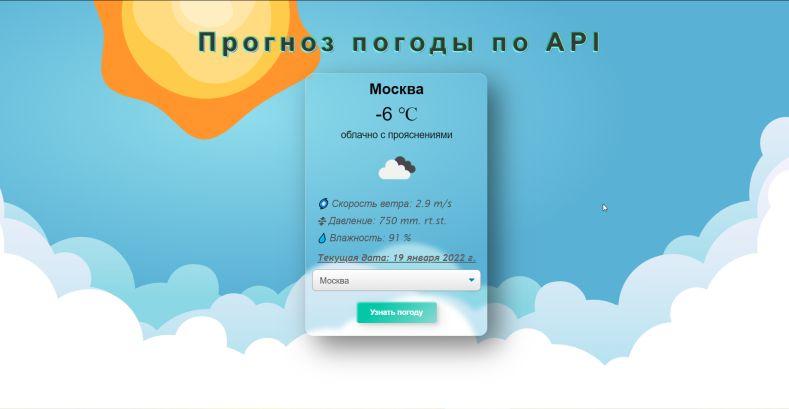 Прогноз погоды по API
Москва
-6 °C
облачно с прояснениями
Скорость ветра: 2.9 m/s
Давление: 750 mm. rt.st.
Влажность: 91 %
Текущая дата: 19 января 2022 г.
Москва
Узнать погоду